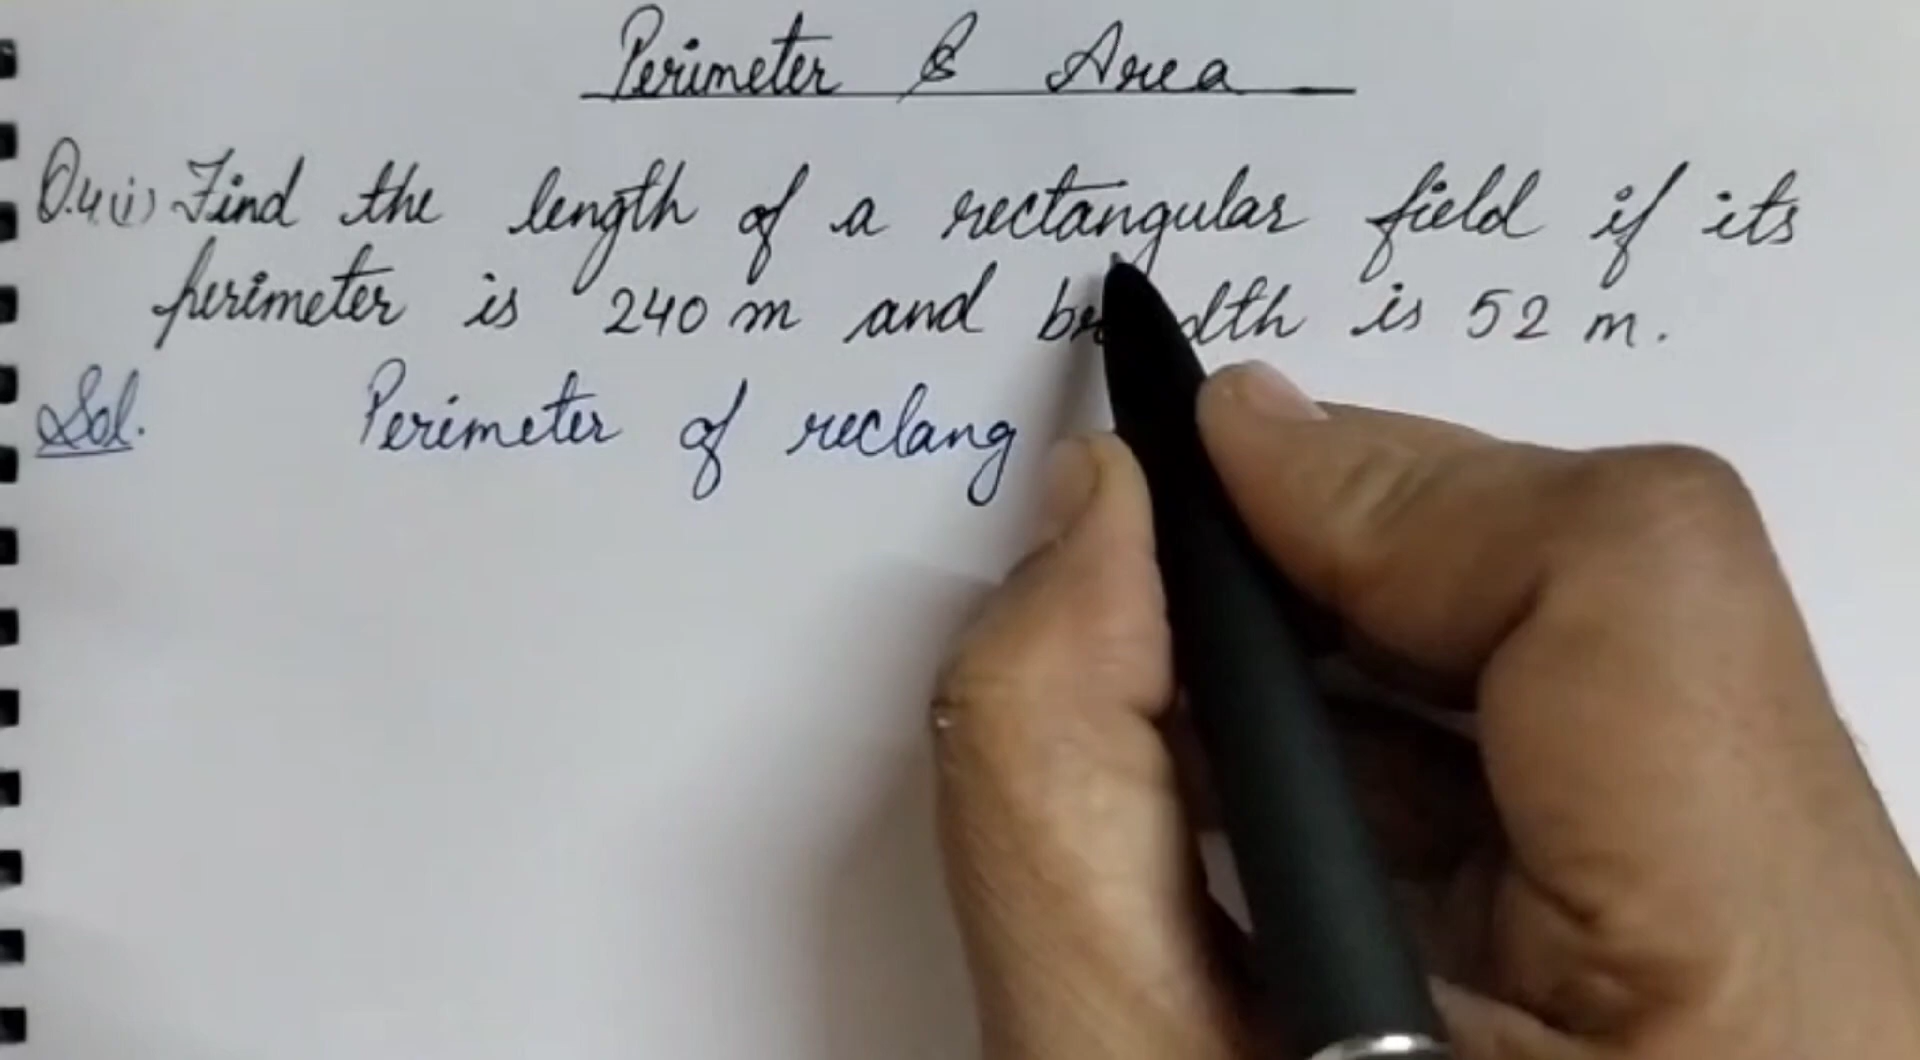 Perimeter & Area
Q.4(i) Find the length of a rectangular field if its
perimeter is 240 m and breadth is 52 m.
Sol. Perimeter of rectang